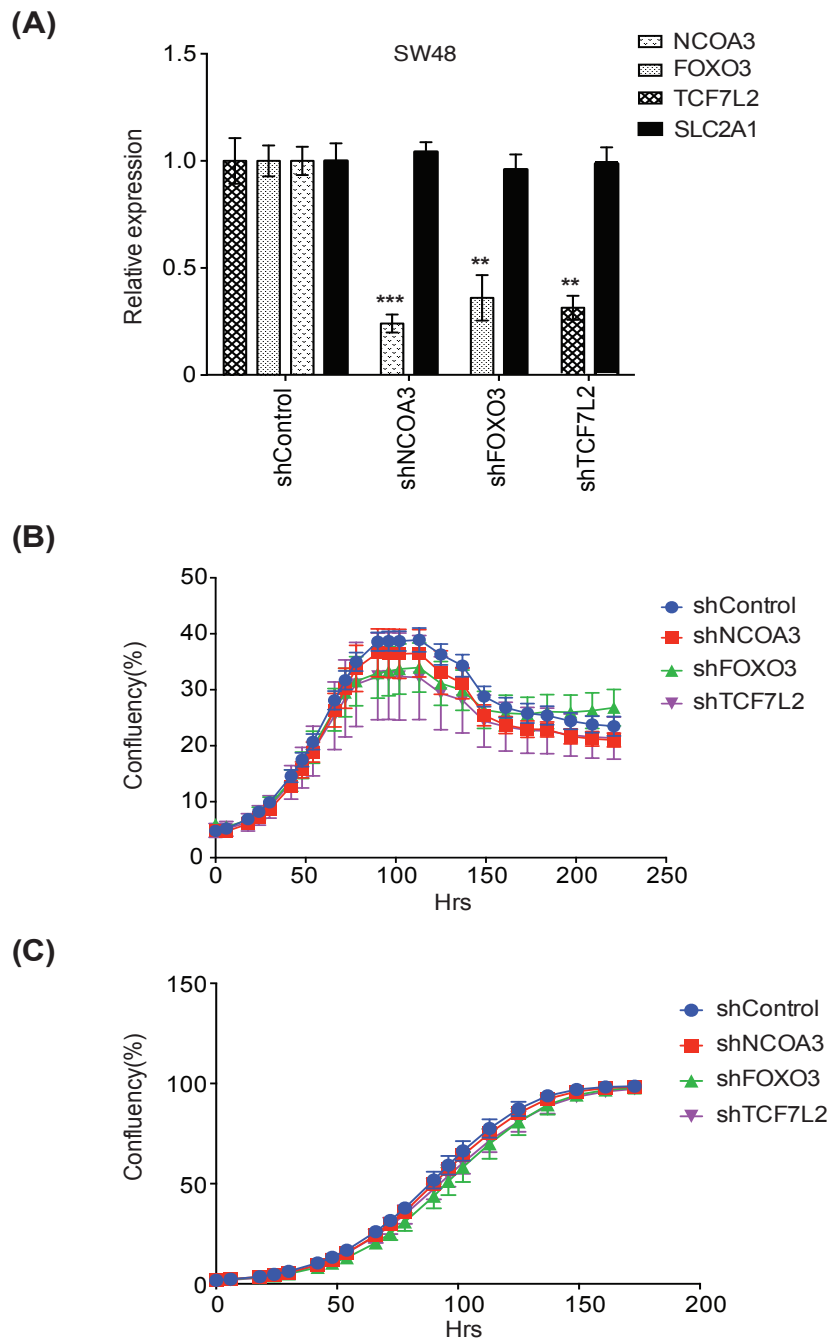 (A)
SW48
NCOA3
FOXO3
TCF7L2
SLC2A1
Relative expression
1.5
1.0
0.5
0
***
**
**
shControl
shNCOA3
shFOXO3
shTCF7L2
(B)
Confluency(%)
50
40
30
20
10
0
0 50 100 150 200 250
Hrs
shControl
shNCOA3
shFOXO3
shTCF7L2
(C)
Confluency(%)
150
100
50
0
0 50 100 150 200
Hrs
shControl
shNCOA3
shFOXO3
shTCF7L2